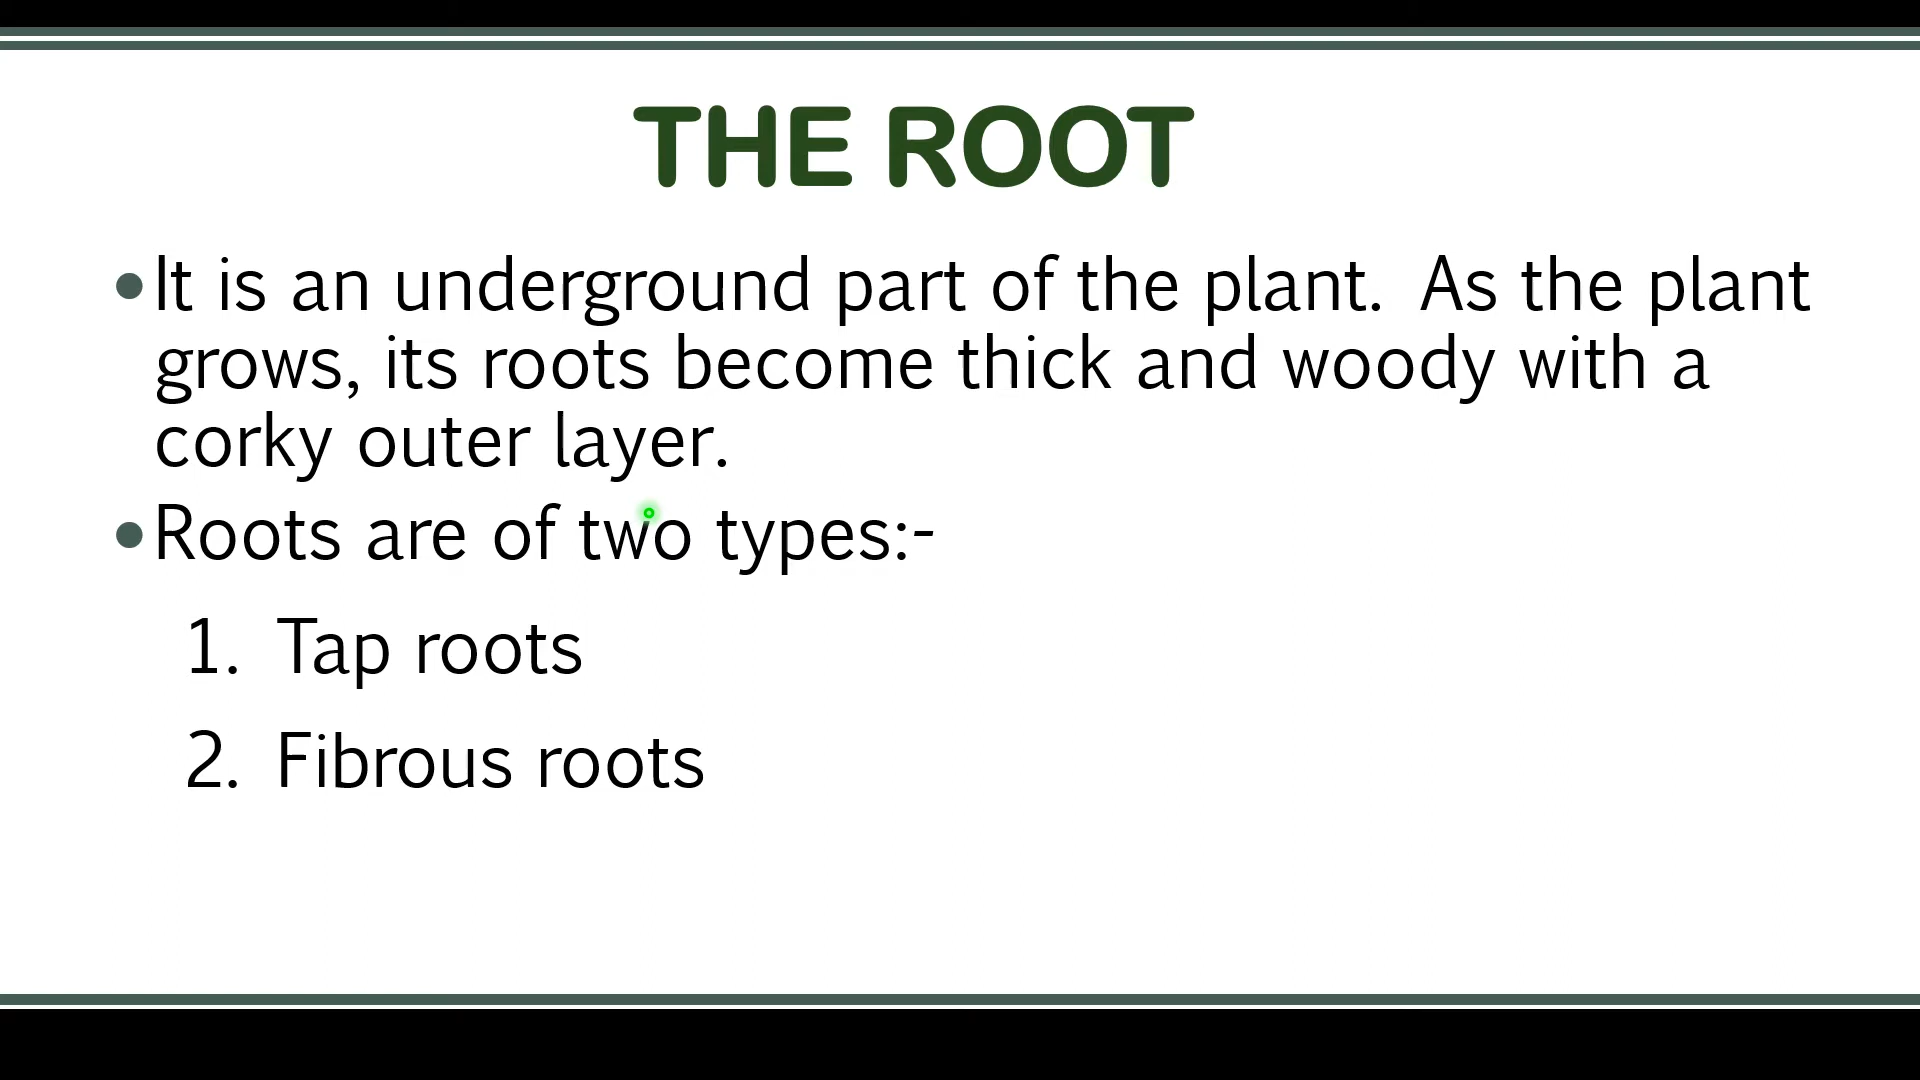 THE ROOT
•It is an underground part of the plant.  As the plant
grows, its roots become thick and woody with a
corky outer layer.
•Roots are of two types:-
1. Tap roots
2. Fibrous roots